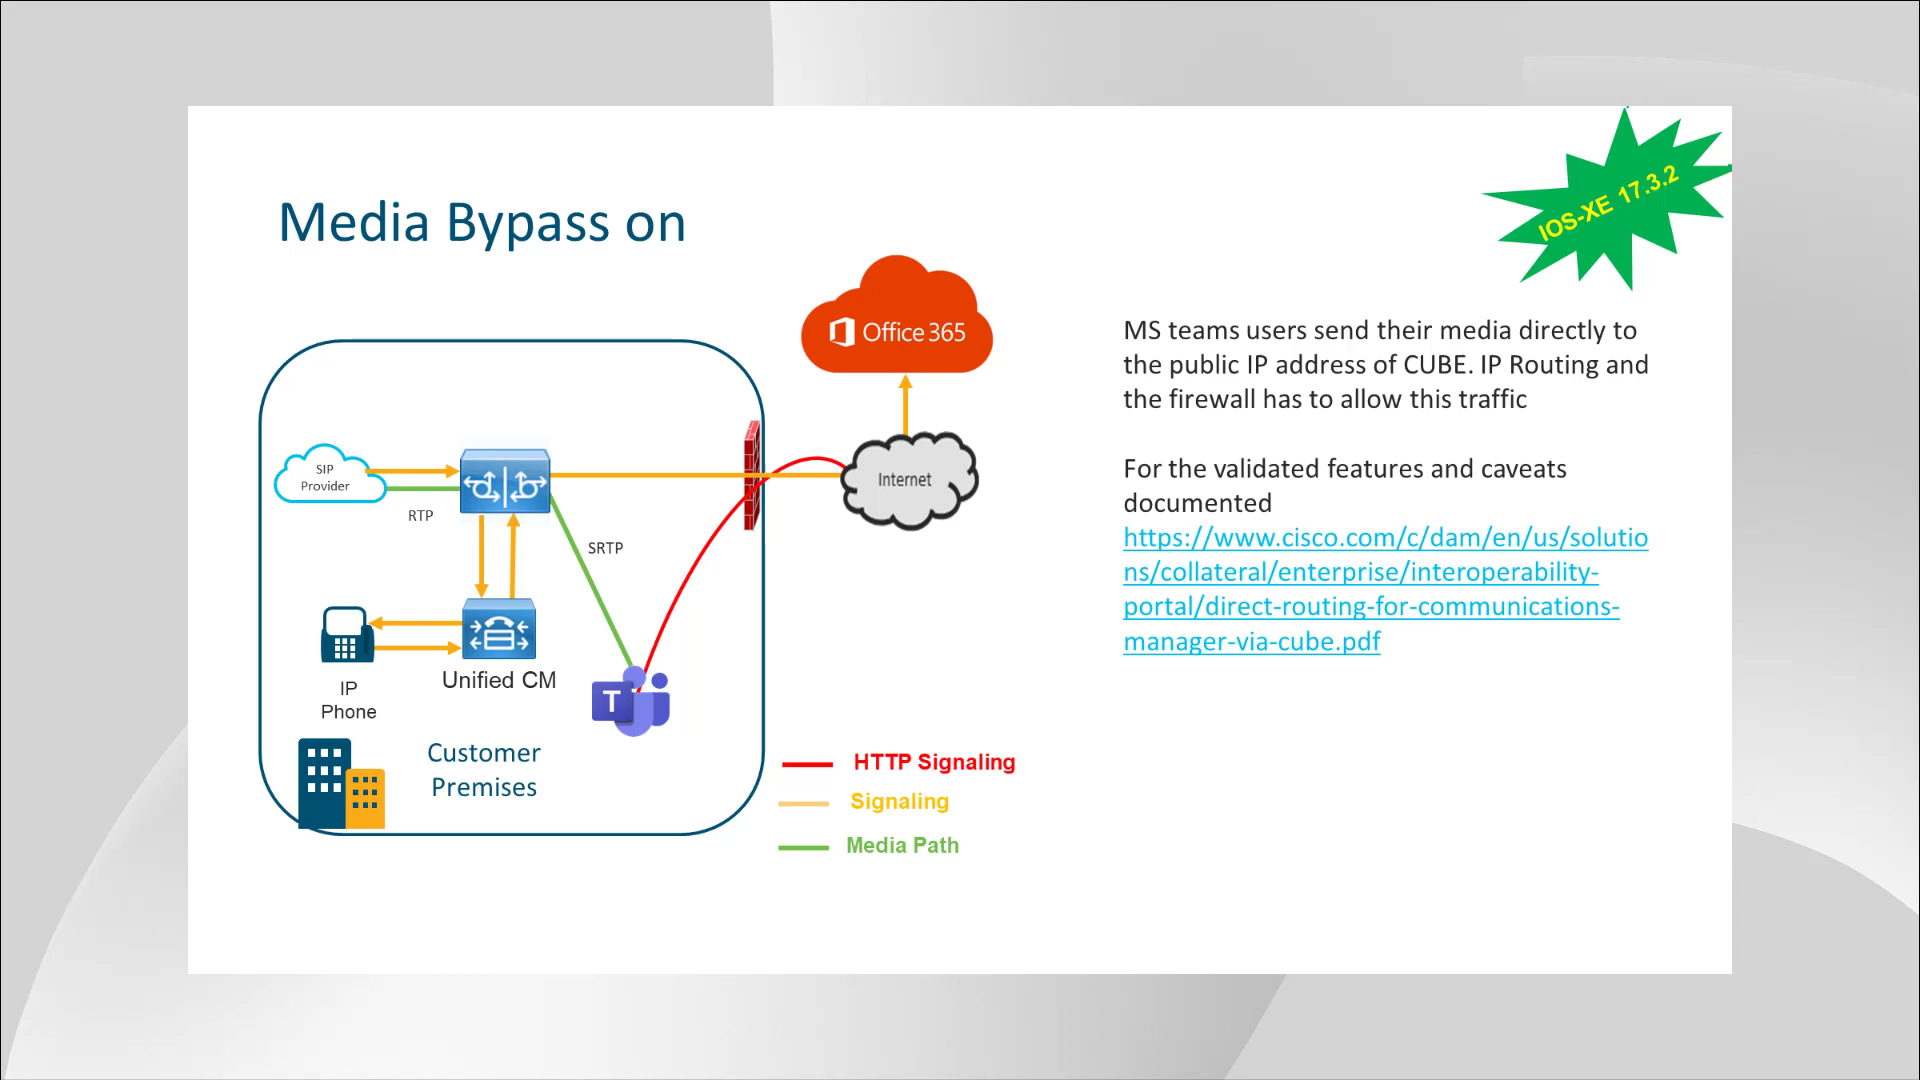 IOS-XE 17.3.2
Media Bypass on
Office 365
MS teams users send their media directly to
the public IP address of CUBE. IP Routing and
the firewall has to allow this traffic
For the validated features and caveats
documented
https://www.cisco.com/c/dam/en/us/solutio
ns/collateral/enterprise/interoperability-
portal/direct-routing-for-communications-
manager-via-cube.pdf
SIP
Provider
RTP
SRTP
Internet
IP
Phone
Unified CM
T
Customer
Premises
HTTP Signaling
Signaling
Media Path